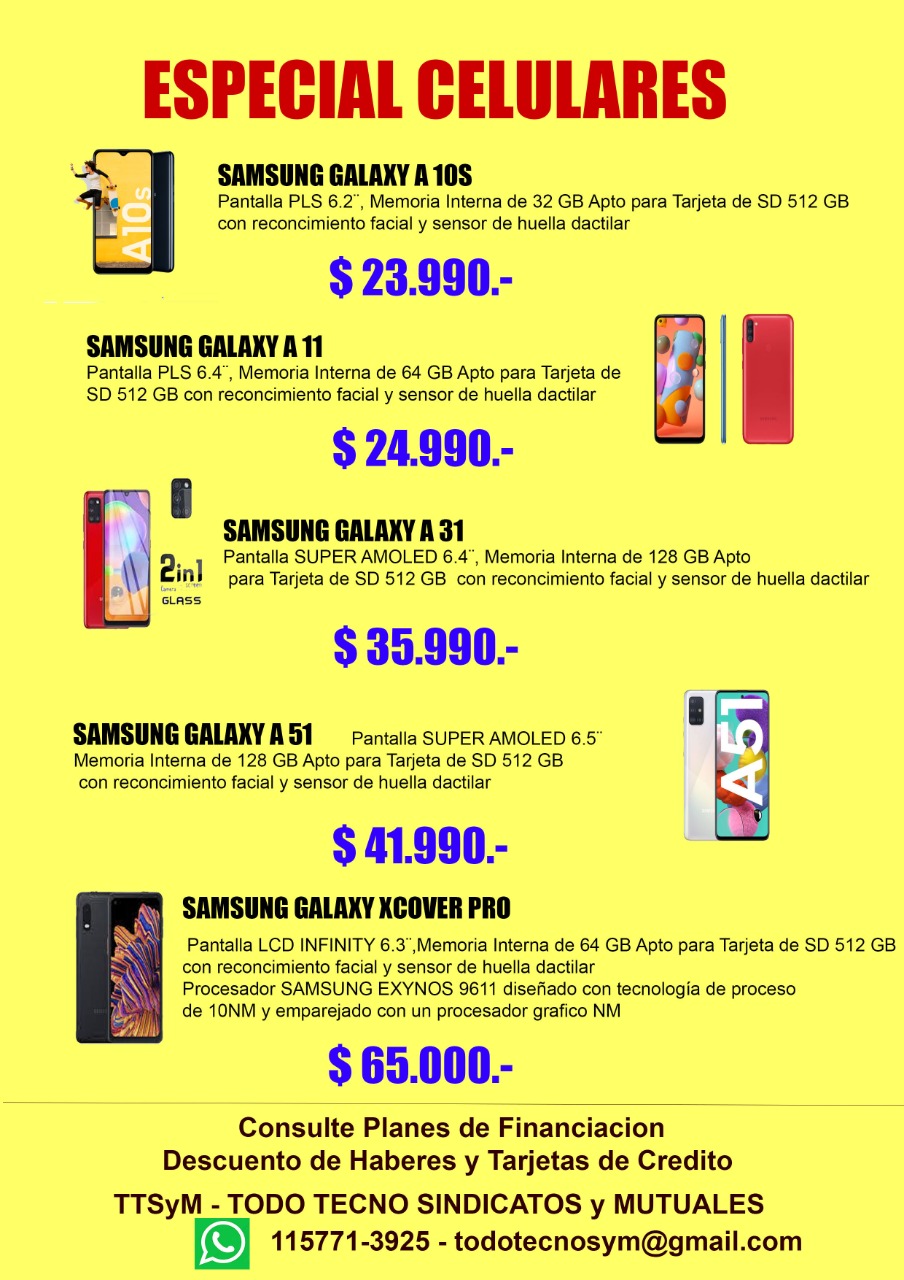 ESPECIAL CELULARES
A10s
SAMSUNG GALAXY A 10S
Pantalla PLS 6.2¨, Memoria Interna de 32 GB Apto para Tarjeta de SD 512 GB
con reconcimiento facial y sensor de huella dactilar
$ 23.990.-
SAMSUNG GALAXY A 11
Pantalla PLS 6.4¨, Memoria Interna de 64 GB Apto para Tarjeta de
SD 512 GB con reconcimiento facial y sensor de huella dactilar
$ 24.990.-
2in1
Camera
GLASS
SAMSUNG GALAXY A 31
Pantalla SUPER AMOLED 6.4¨, Memoria Interna de 128 GB Apto
para Tarjeta de SD 512 GB con reconcimiento facial y sensor de huella dactilar
$ 35.990.-
SAMSUNG GALAXY A 51 Pantalla SUPER AMOLED 6.5¨
Memoria Interna de 128 GB Apto para Tarjeta de SD 512 GB
con reconcimiento facial y sensor de huella dactilar
A51
$ 41.990.-
SAMSUNG GALAXY XCOVER PRO
Pantalla LCD INFINITY 6.3¨,Memoria Interna de 64 GB Apto para Tarjeta de SD 512 GB
con reconcimiento facial y sensor de huella dactilar
Procesador SAMSUNG EXYNOS 9611 diseñado con tecnología de proceso
de 10NM y emparejado con un procesador grafico NM
$ 65.000.-
Consulte Planes de Financiacion
Descuento de Haberes y Tarjetas de Credito
TTSyM - TODO TECNO SINDICATOS y MUTUALES
115771-3925 - todotecnosym@gmail.com